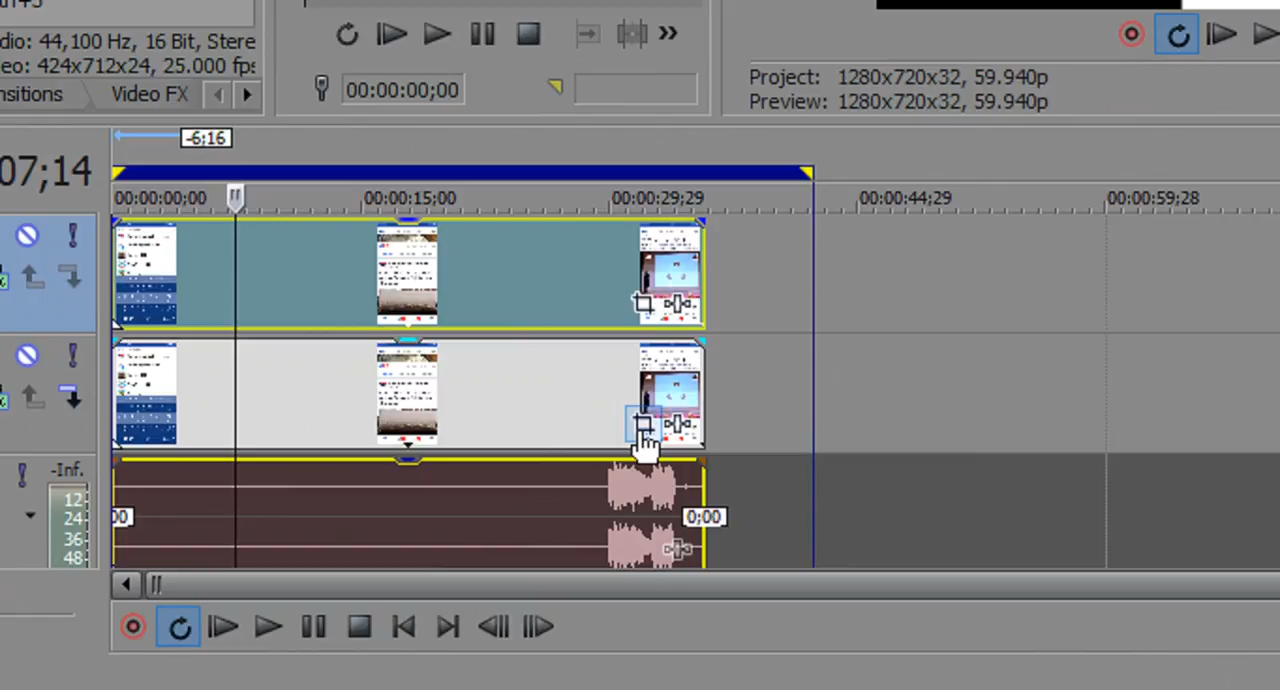 dio: 44,100 Hz, 16 Bit, Stere
eo: 424x712x24, 25.000 fps
nsitions
Video FX
00:00:00;00
Project: 1280x720x32, 59.940p
Preview: 1280x720x32, 59.940p
-6;16
07;14
00:00:00;00
00:00:15;00
00:00:29;29
00:00:44;29
00:00:59;28
-Inf.
12
24
36
48
00
0;00